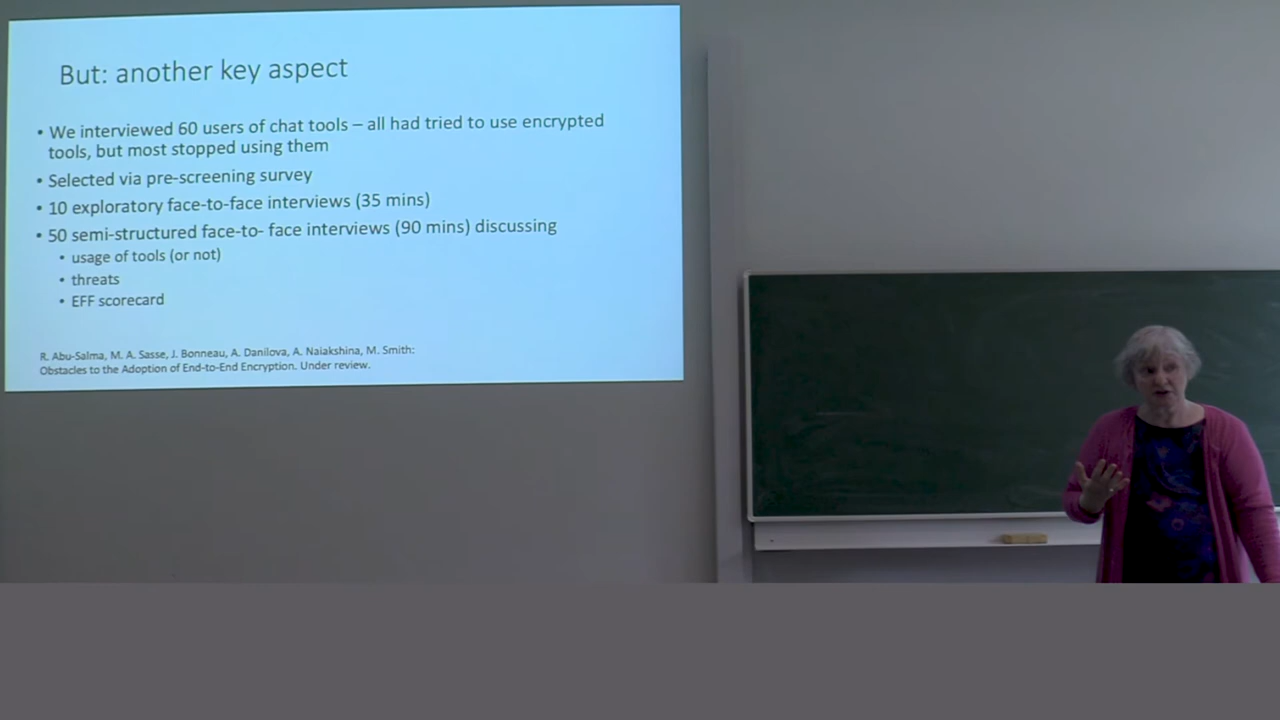 But: another key aspect
• We interviewed 60 users of chat tools – all had tried to use encrypted
tools, but most stopped using them
• Selected via pre-screening survey
• 10 exploratory face-to-face interviews (35 mins)
• 50 semi-structured face-to- face interviews (90 mins) discussing
• usage of tools (or not)
• threats
• EFF scorecard
R. Abu-Salma, M. A. Sasse, J. Bonneau, A. Danilova, A. Naiakshina, M. Smith:
Obstacles to the Adoption of End-to-End Encryption. Under review.